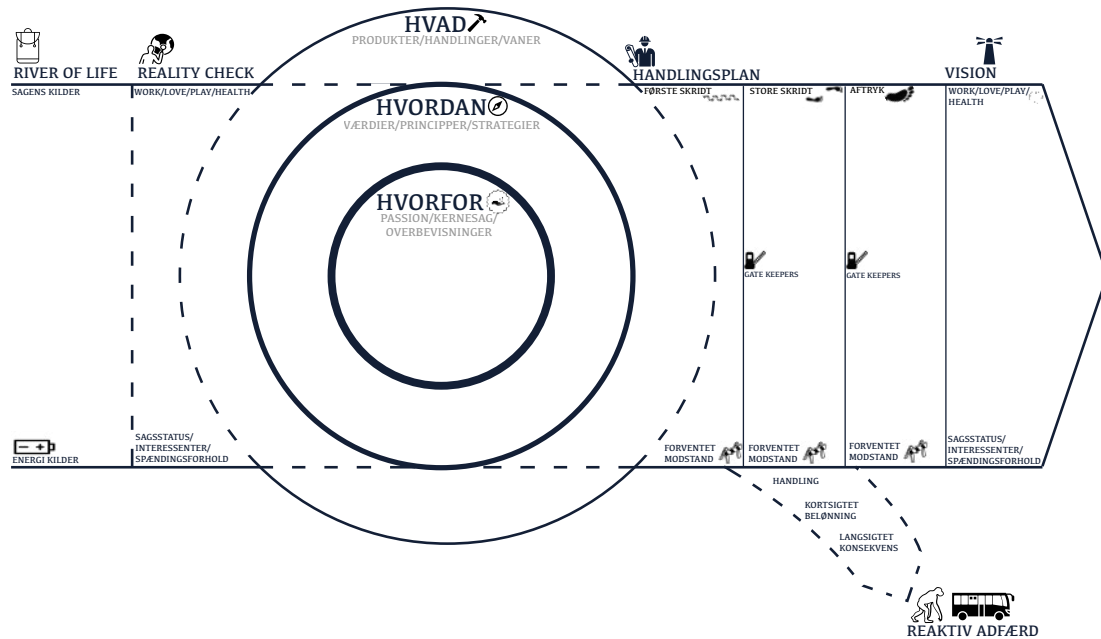 HVAD
PRODUKTER/HANDLINGER/VANER
RIVER OF LIFE
SAGENS KILDER
REALITY CHECK
WORK/LOVE/PLAY/HEALTH
HVORDAN
VÆRDIER/PRINCIPPER/STRATEGIER
HVORFOR
PASSION/KERNESAG/
OVERBEVISNINGER
HANDLINGSPLAN
FØRSTE SKRIDT
STORE SKRIDT
AFTRYK
VISION
WORK/LOVE/PLAY/
HEALTH
GATE KEEPERS
GATE KEEPERS
ENERGI KILDER
SAGSSTATUS/
INTERESSENTER/
SPÆNDINGSFORHOLD
FORVENTET
MODSTAND
FORVENTET
MODSTAND
FORVENTET
MODSTAND
SAGSSTATUS/
INTERESSENTER/
SPÆNDINGSFORHOLD
HANDLING
KORTSIGTET
BELØNNING
LANGSIGTET
KONSEKVENS
REAKTIV ADFÆRD